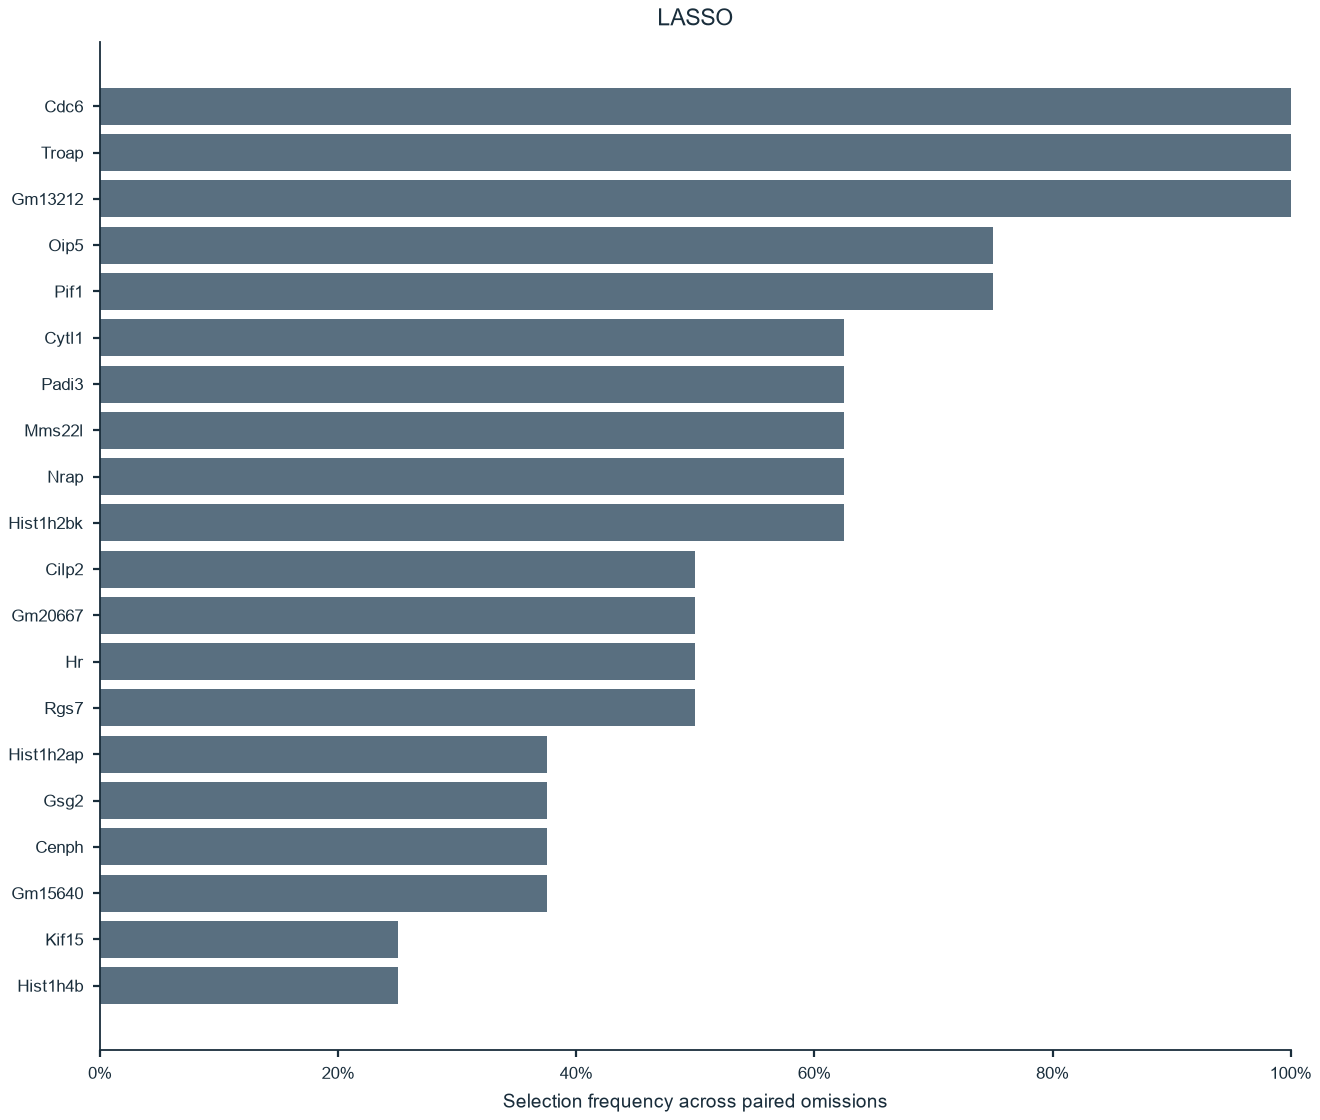 LASSO
Cdc6
Troap
Gm13212
Oip5
Pif1
Cytl1
Padi3
Mms22l
Nrap
Hist1h2bk
Cilp2
Gm20667
Hr
Rgs7
Hist1h2ap
Gsg2
Cenph
Gm15640
Kif15
Hist1h4b
0% 20% 40% 60% 80% 100%
Selection frequency across paired omissions